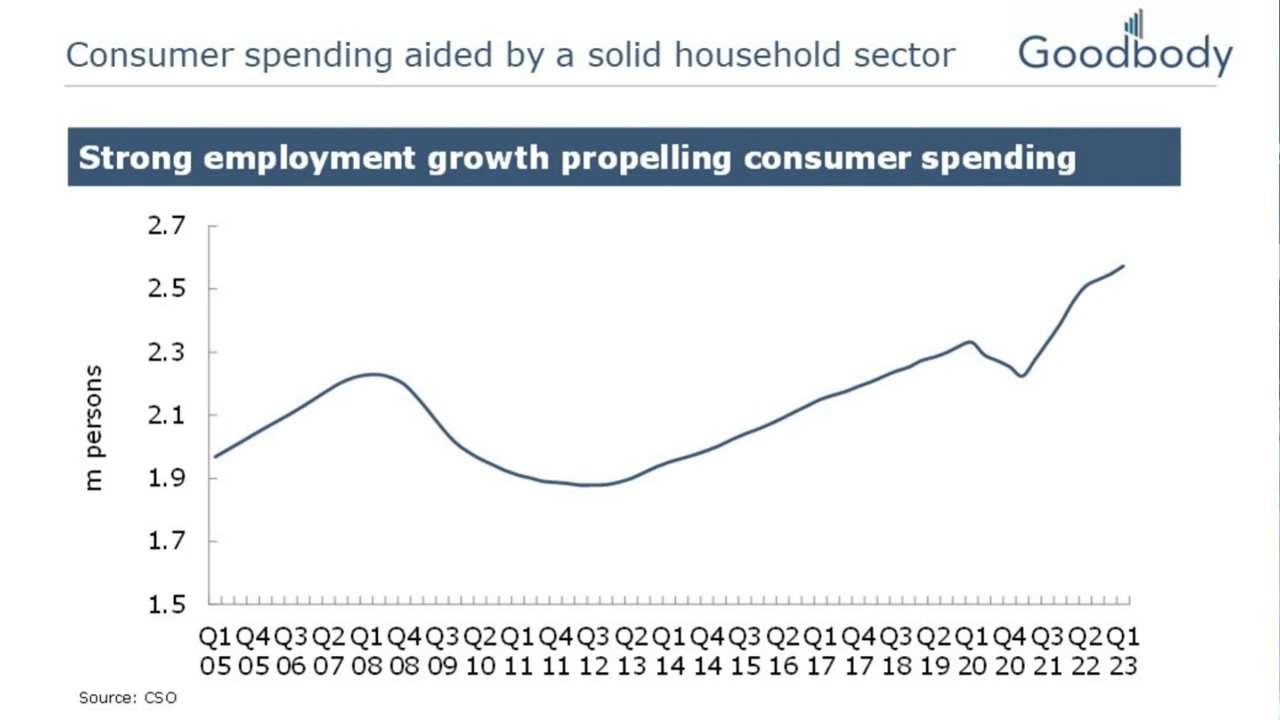 Consumer spending aided by a solid household sector
Goodbody
Strong employment growth propelling consumer spending
2.7
2.5
2.3
2.1
1.9
1.7
1.5
m persons
Q1 Q4 Q3 Q2 Q1 Q4 Q3 Q2 Q1 Q4 Q3 Q2 Q1 Q4 Q3 Q2 Q1 Q4 Q3 Q2 Q1 Q4 Q3 Q2 Q1
05 05 06 07 08 08 09 10 11 11 12 13 14 14 15 16 17 17 18 19 20 20 21 22 23
Source: CSO